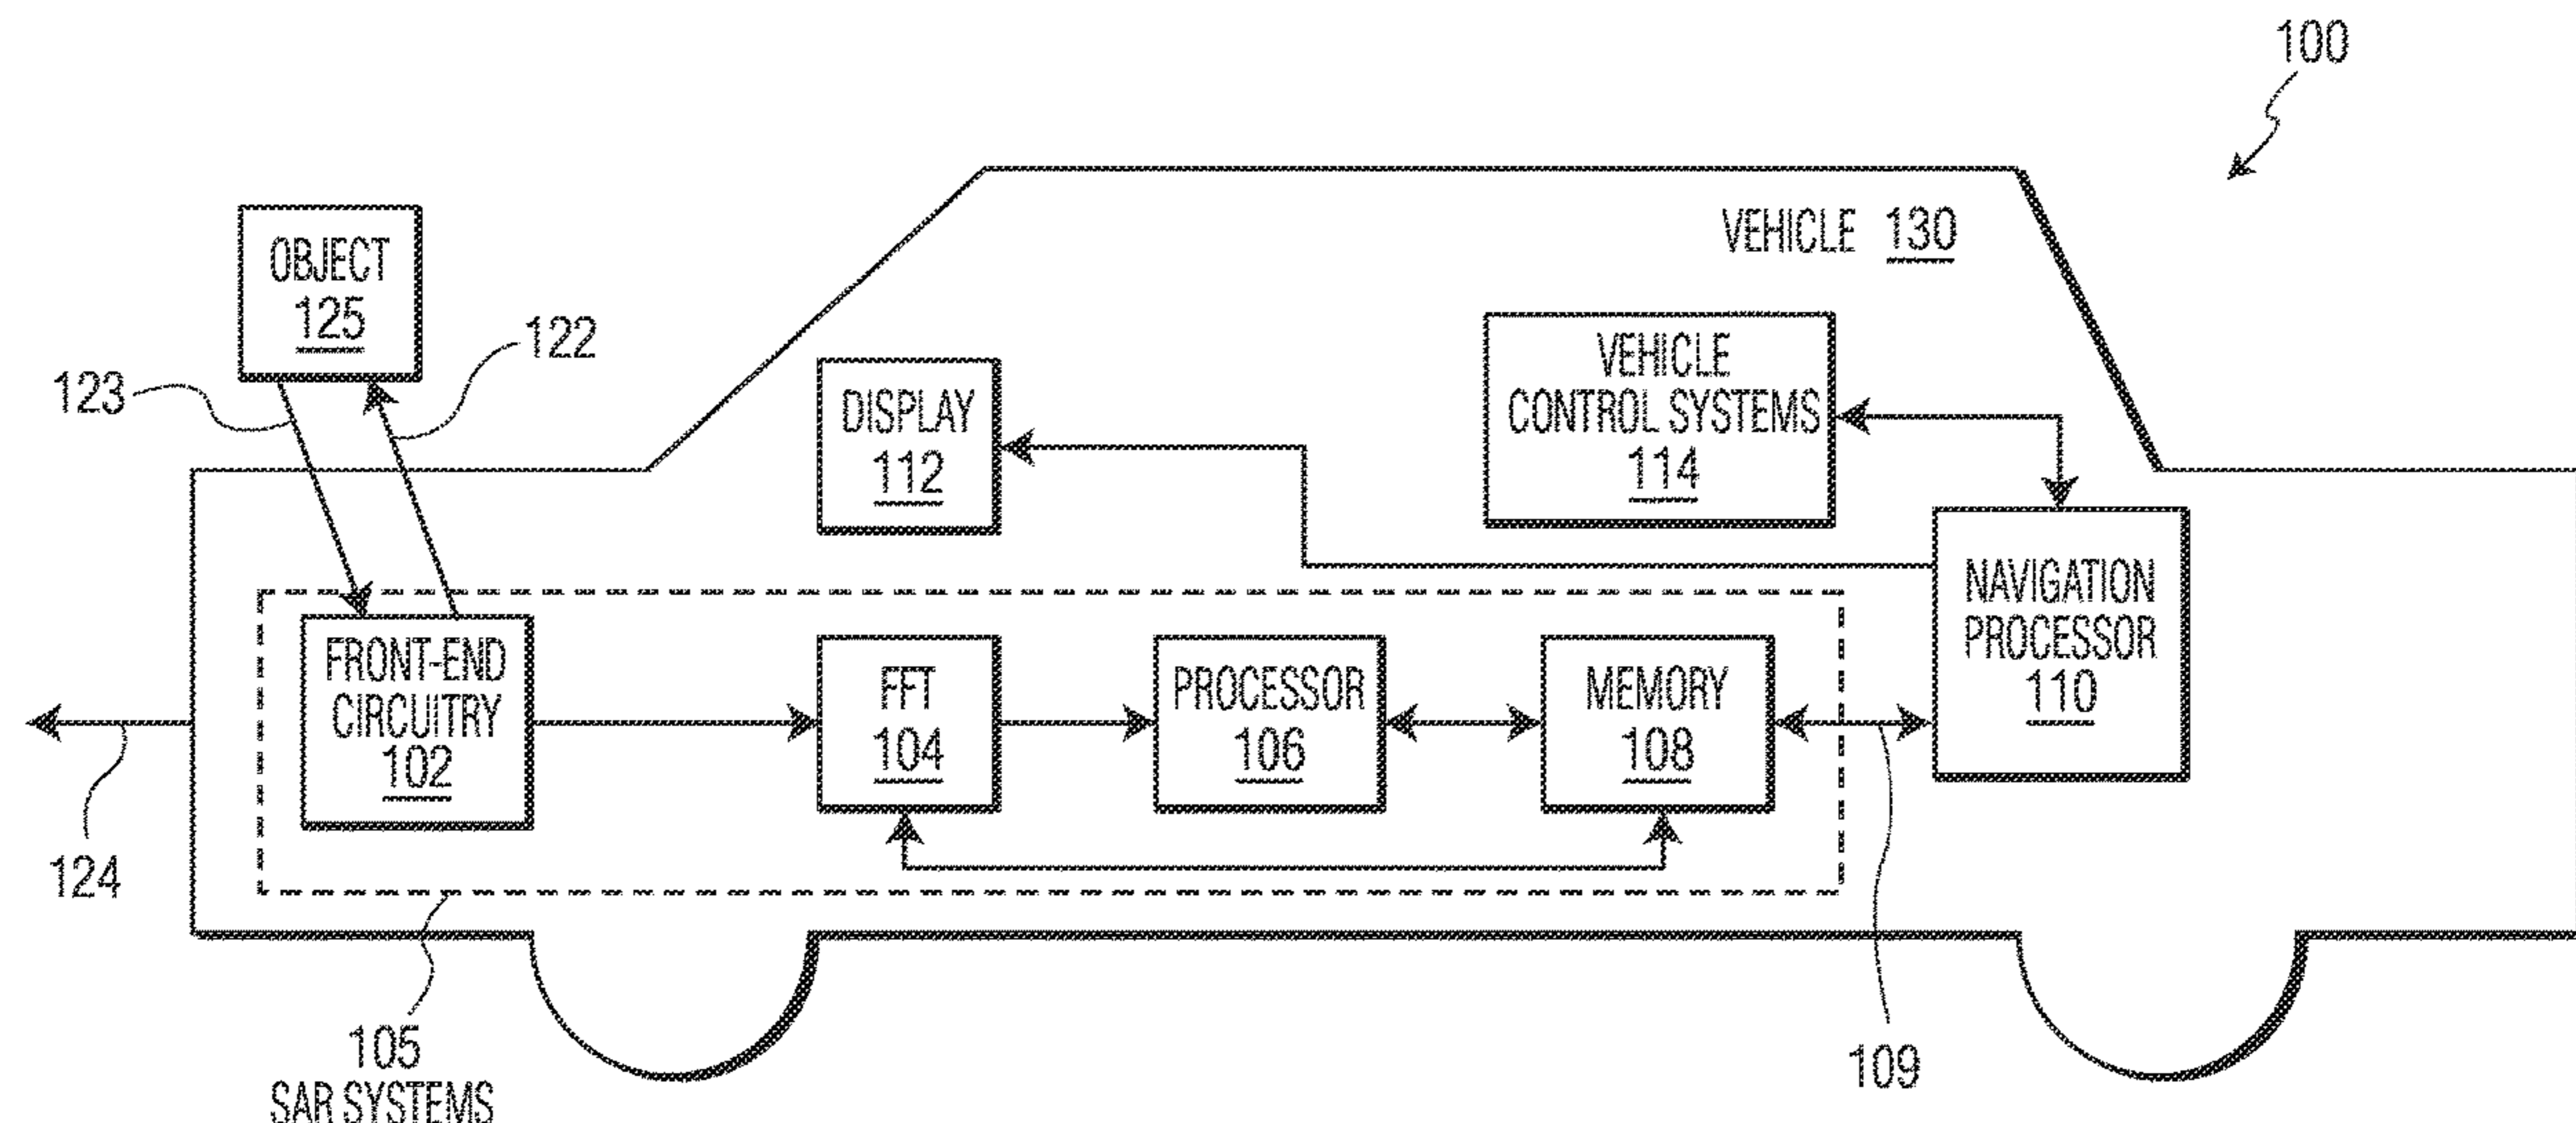 100
VEHICLE 130
OBJECT
125
122
123
DISPLAY
112
VEHICLE
CONTROL SYSTEMS
114
NAVIGATION
PROCESSOR
110
FRONT-END
CIRCUITRY
102
FFT
104
PROCESSOR
106
MEMORY
108
124
105
SAR SYSTEMS
109